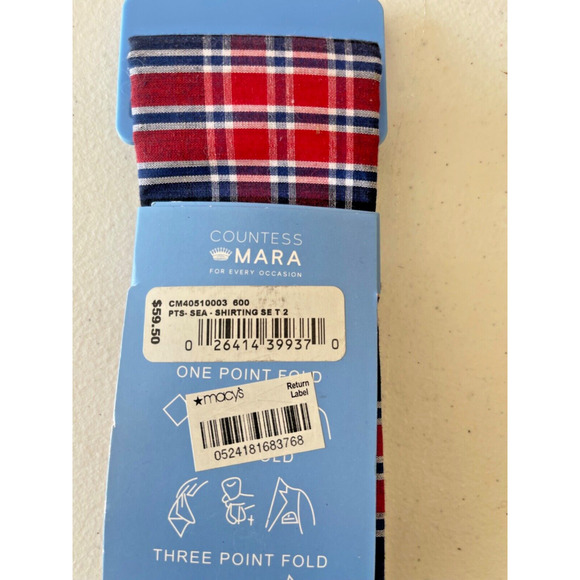 COUNTESS
MARA
FOR EVERY OCCASION
$59.50
CM40510003 600
PTS- SEA - SHIRTING SE T 2
0 26414 39937 0
ONE POINT FOLD
★macy's
Return
Label
0524181683768
OLD
THREE POINT FOLD